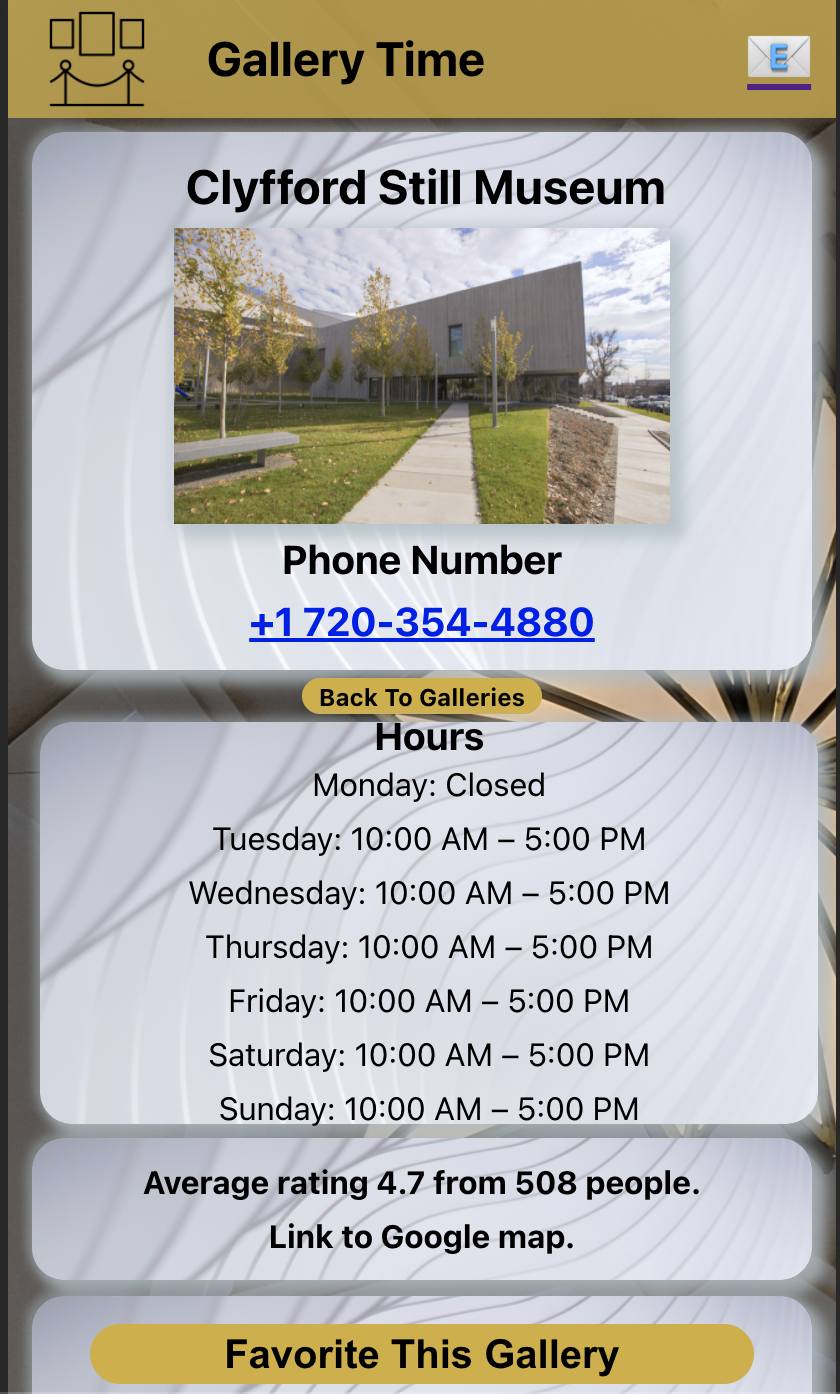 Gallery Time
E
Clyfford Still Museum
Phone Number
+1 720-354-4880
Back To Galleries
Hours
Monday: Closed
Tuesday: 10:00 AM – 5:00 PM
Wednesday: 10:00 AM – 5:00 PM
Thursday: 10:00 AM – 5:00 PM
Friday: 10:00 AM – 5:00 PM
Saturday: 10:00 AM – 5:00 PM
Sunday: 10:00 AM – 5:00 PM
Average rating 4.7 from 508 people.
Link to Google map.
Favorite This Gallery